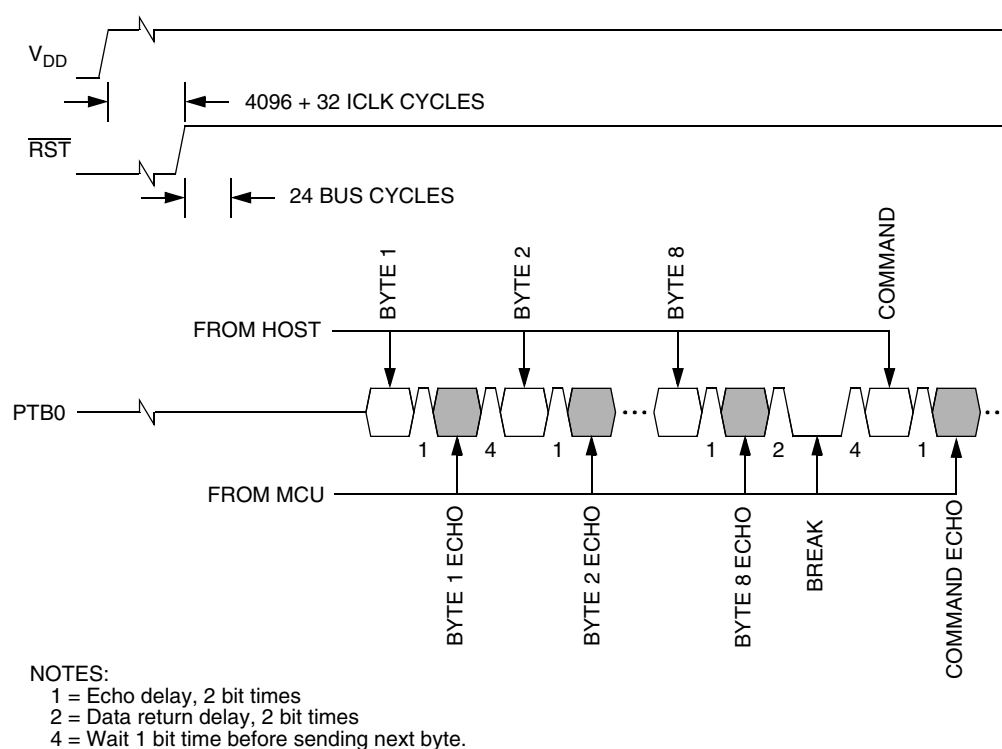 VDD
4096 + 32 ICLK CYCLES
RST
24 BUS CYCLES
BYTE 1
BYTE 2
BYTE 8
COMMAND
FROM HOST
PTB0
...
...
1
4
1
1
2
4
1
FROM MCU
BYTE 1 ECHO
BYTE 2 ECHO
BYTE 8 ECHO
BREAK
COMMAND ECHO
NOTES:
1 = Echo delay, 2 bit times
2 = Data return delay, 2 bit times
4 = Wait 1 bit time before sending next byte.